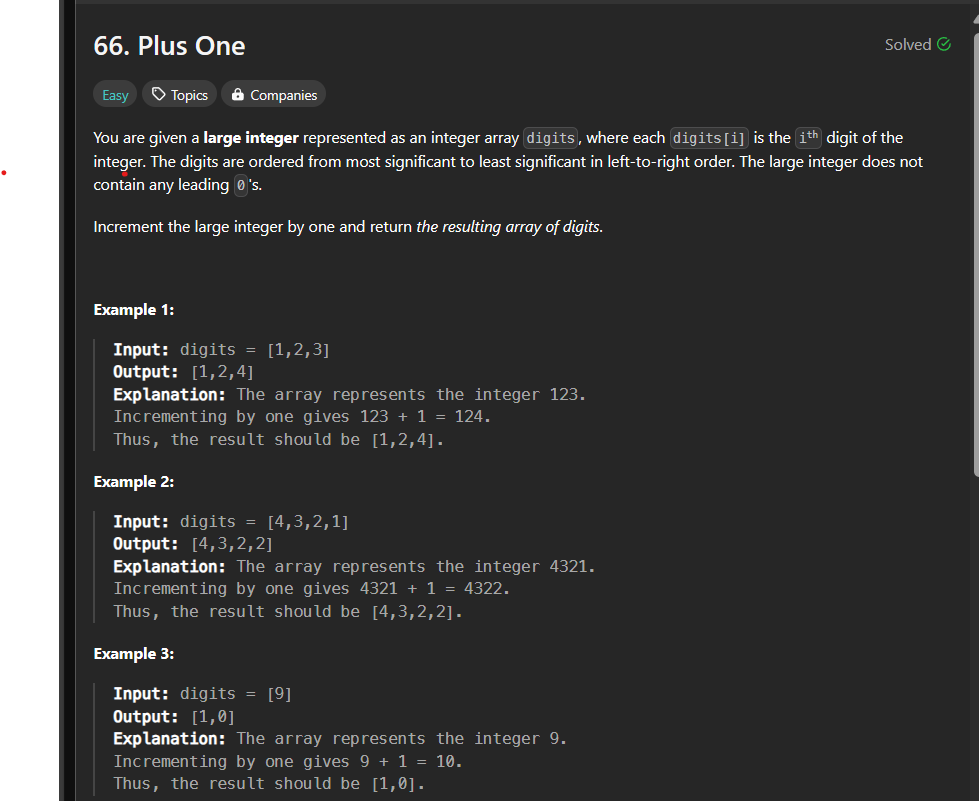 66. Plus One
Solved
Easy Topics Companies
You are given a large integer represented as an integer array digits, where each digits[i] is the ith digit of the
integer. The digits are ordered from most significant to least significant in left-to-right order. The large integer does not
contain any leading 0's.
Increment the large integer by one and return the resulting array of digits.
Example 1:
Input: digits = [1,2,3]
Output: [1,2,4]
Explanation: The array represents the integer 123.
Incrementing by one gives 123 + 1 = 124.
Thus, the result should be [1,2,4].
Example 2:
Input: digits = [4,3,2,1]
Output: [4,3,2,2]
Explanation: The array represents the integer 4321.
Incrementing by one gives 4321 + 1 = 4322.
Thus, the result should be [4,3,2,2].
Example 3:
Input: digits = [9]
Output: [1,0]
Explanation: The array represents the integer 9.
Incrementing by one gives 9 + 1 = 10.
Thus, the result should be [1,0].